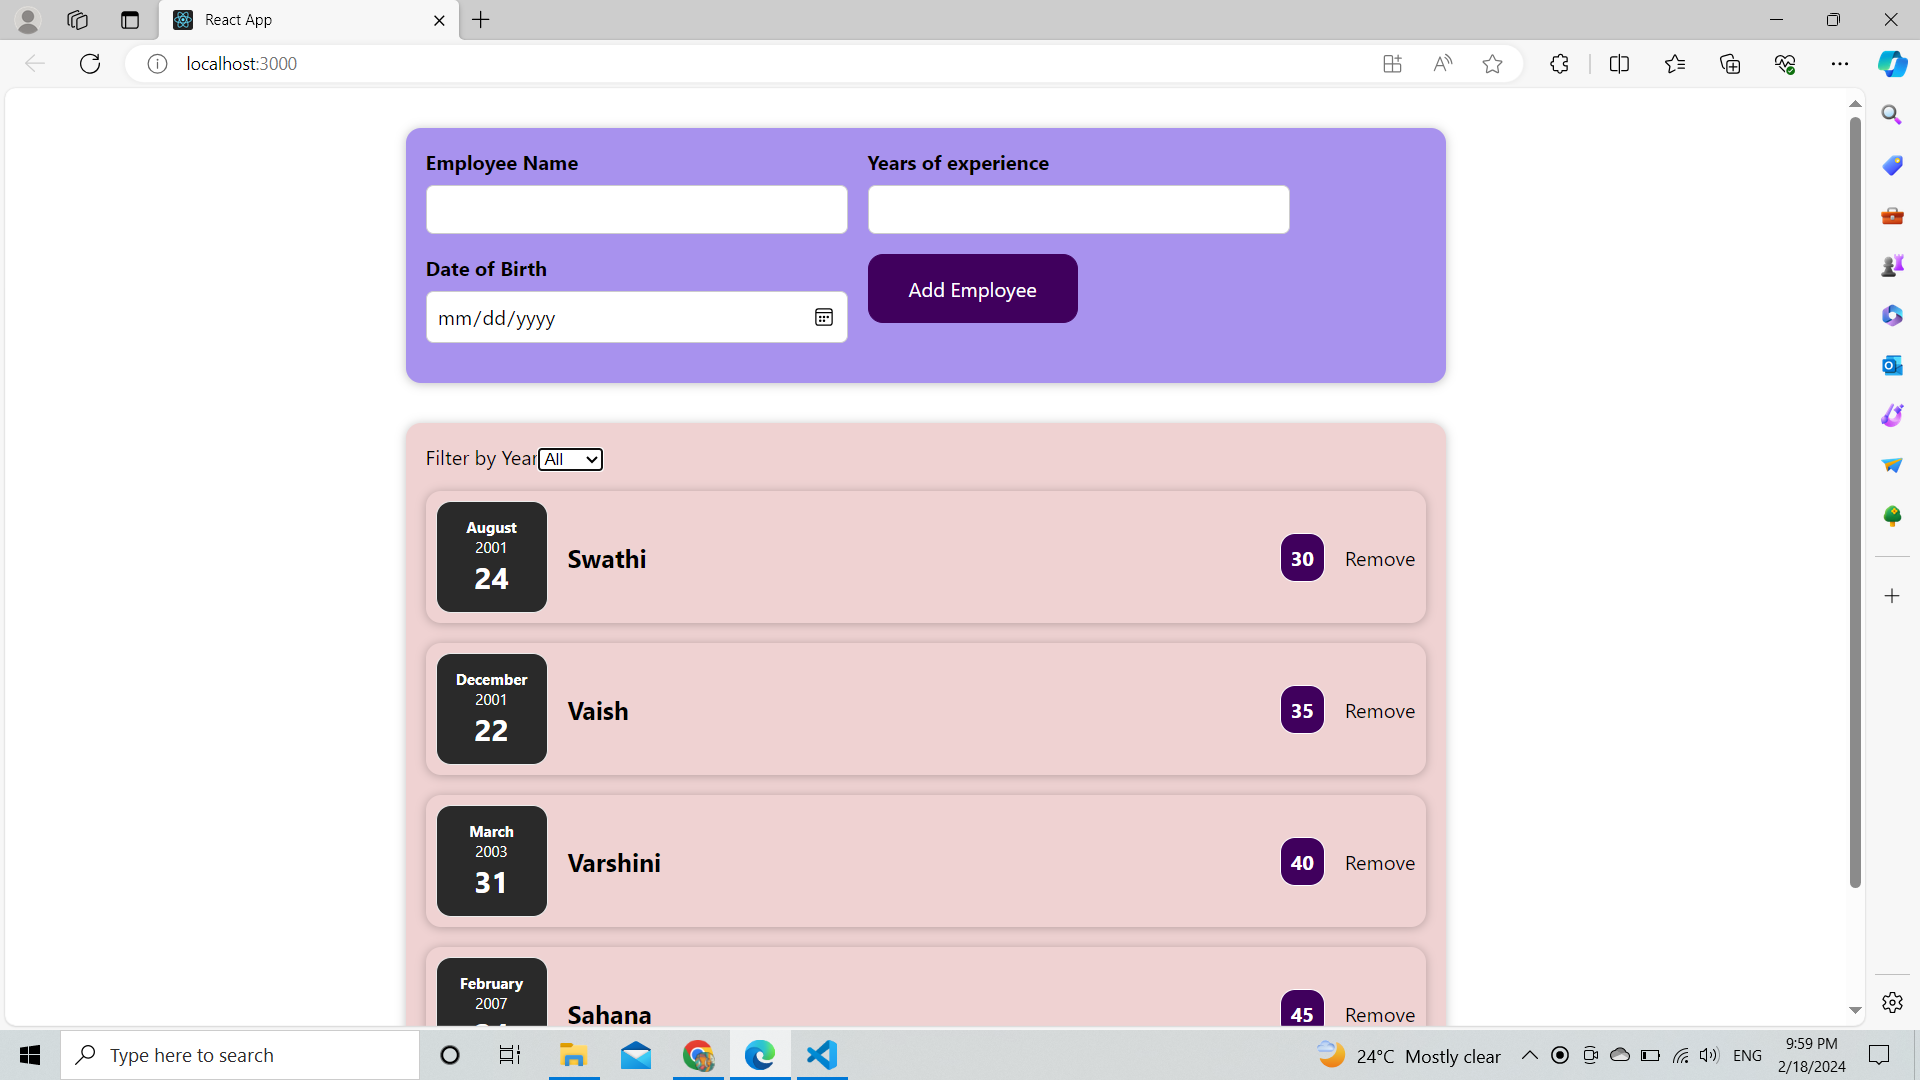 React App
localhost:3000
Employee Name
Years of experience
Date of Birth
mm/dd/yyyy
Add Employee
Filter by Year All
August
2001
24
Swathi
30
Remove
December
2001
22
Vaish
35
Remove
March
2003
31
Varshini
40
Remove
February
2007
Sahana
45
Remove
Type here to search
24°C Mostly clear
ENG
9:59 PM
2/18/2024